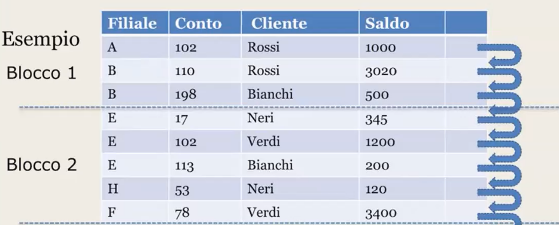 Esempio
Filiale Conto Cliente Saldo
Blocco 1
A 102 Rossi 1000
B 110 Rossi 3020
B 198 Bianchi 500
Blocco 2
E 17 Neri 345
E 102 Verdi 1200
E 113 Bianchi 200
H 53 Neri 120
F 78 Verdi 3400